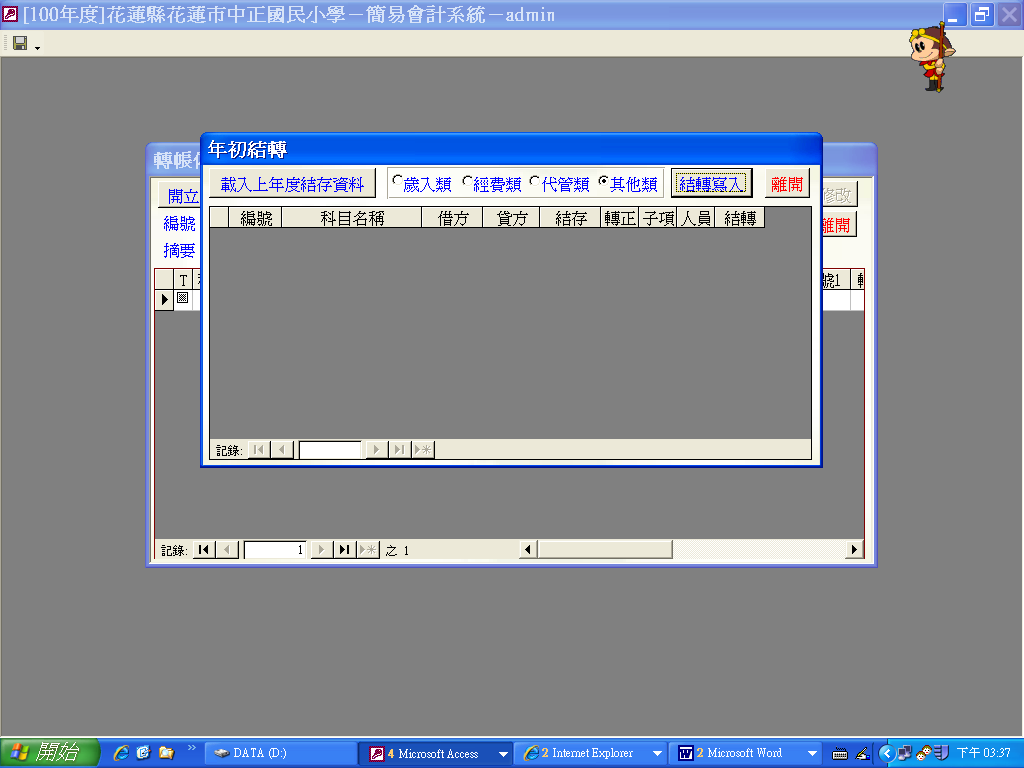 [100年度]花蓮縣花蓮市中正國民小學－簡易會計系統－admin
年初結轉
載入上年度結存資料 歲入類 經費類 代管類 其他類 結轉寫入 離開
編號 科目名稱 借方 貸方 結存 轉正 子項 人員 結轉
記錄:
轉帳
開立 修改
編號 離開
摘要
T 號1
記錄: 1 之 1
開始 DATA (D:) 4 Microsoft Access 2 Internet Explorer 2 Microsoft Word 下午 03:37